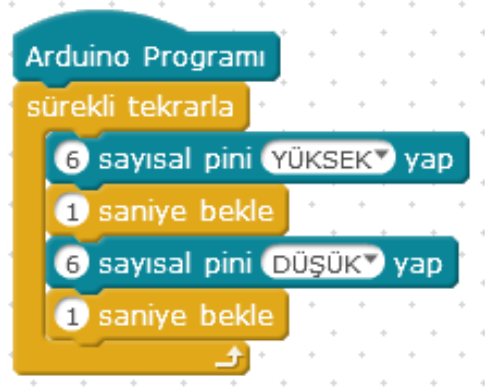 Arduino Programı
sürekli tekrarla
6 sayısal pini YÜKSEK yap
1 saniye bekle
6 sayısal pini DÜŞÜK yap
1 saniye bekle